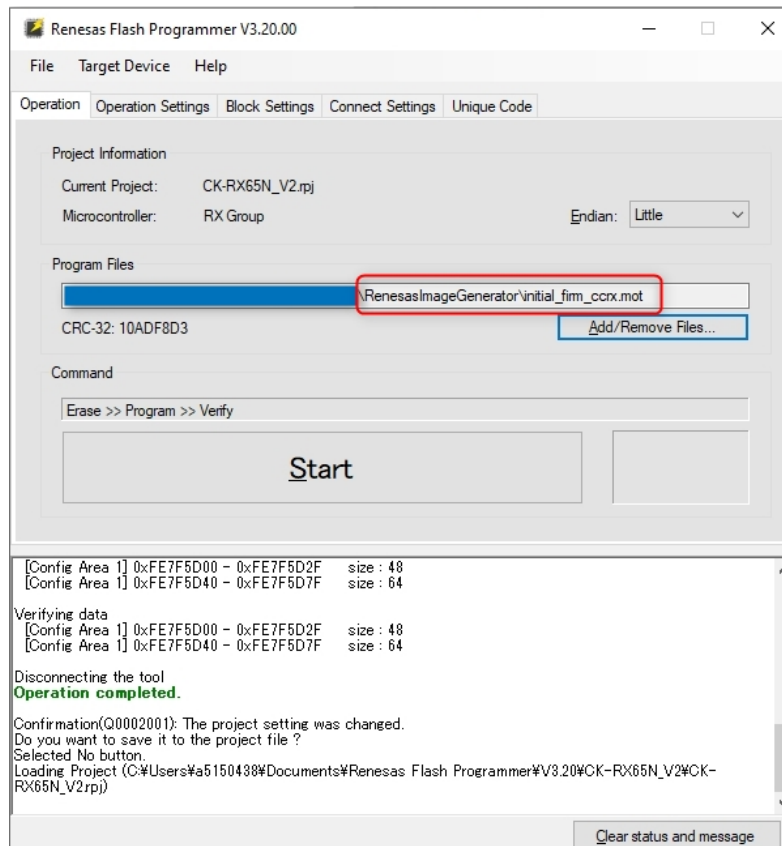 Renesas Flash Programmer V3.20.00
File Target Device Help
Operation Operation Settings Block Settings Connect Settings Unique Code
Project Information
Current Project: CK-RX65N_V2.rpj
Microcontroller: RX Group Endian: Little
Program Files
\RenesasImageGenerator\initial_firm_ccrx.mot
CRC-32: 10ADF8D3 Add/Remove Files...
Command
Erase >> Program >> Verify
Start
[Config Area 1] 0xFE7F5D00 - 0xFE7F5D2F size : 48
[Config Area 1] 0xFE7F5D40 - 0xFE7F5D7F size : 64
Verifying data
[Config Area 1] 0xFE7F5D00 - 0xFE7F5D2F size : 48
[Config Area 1] 0xFE7F5D40 - 0xFE7F5D7F size : 64
Disconnecting the tool
Operation completed.
Confirmation(Q0002001): The project setting was changed.
Do you want to save it to the project file ?
Selected No button.
Loading Project (C:¥Users¥a5150438¥Documents¥Renesas Flash Programmer¥V3.20¥CK-RX65N_V2¥CK-
RX65N_V2.rpj)
Clear status and message